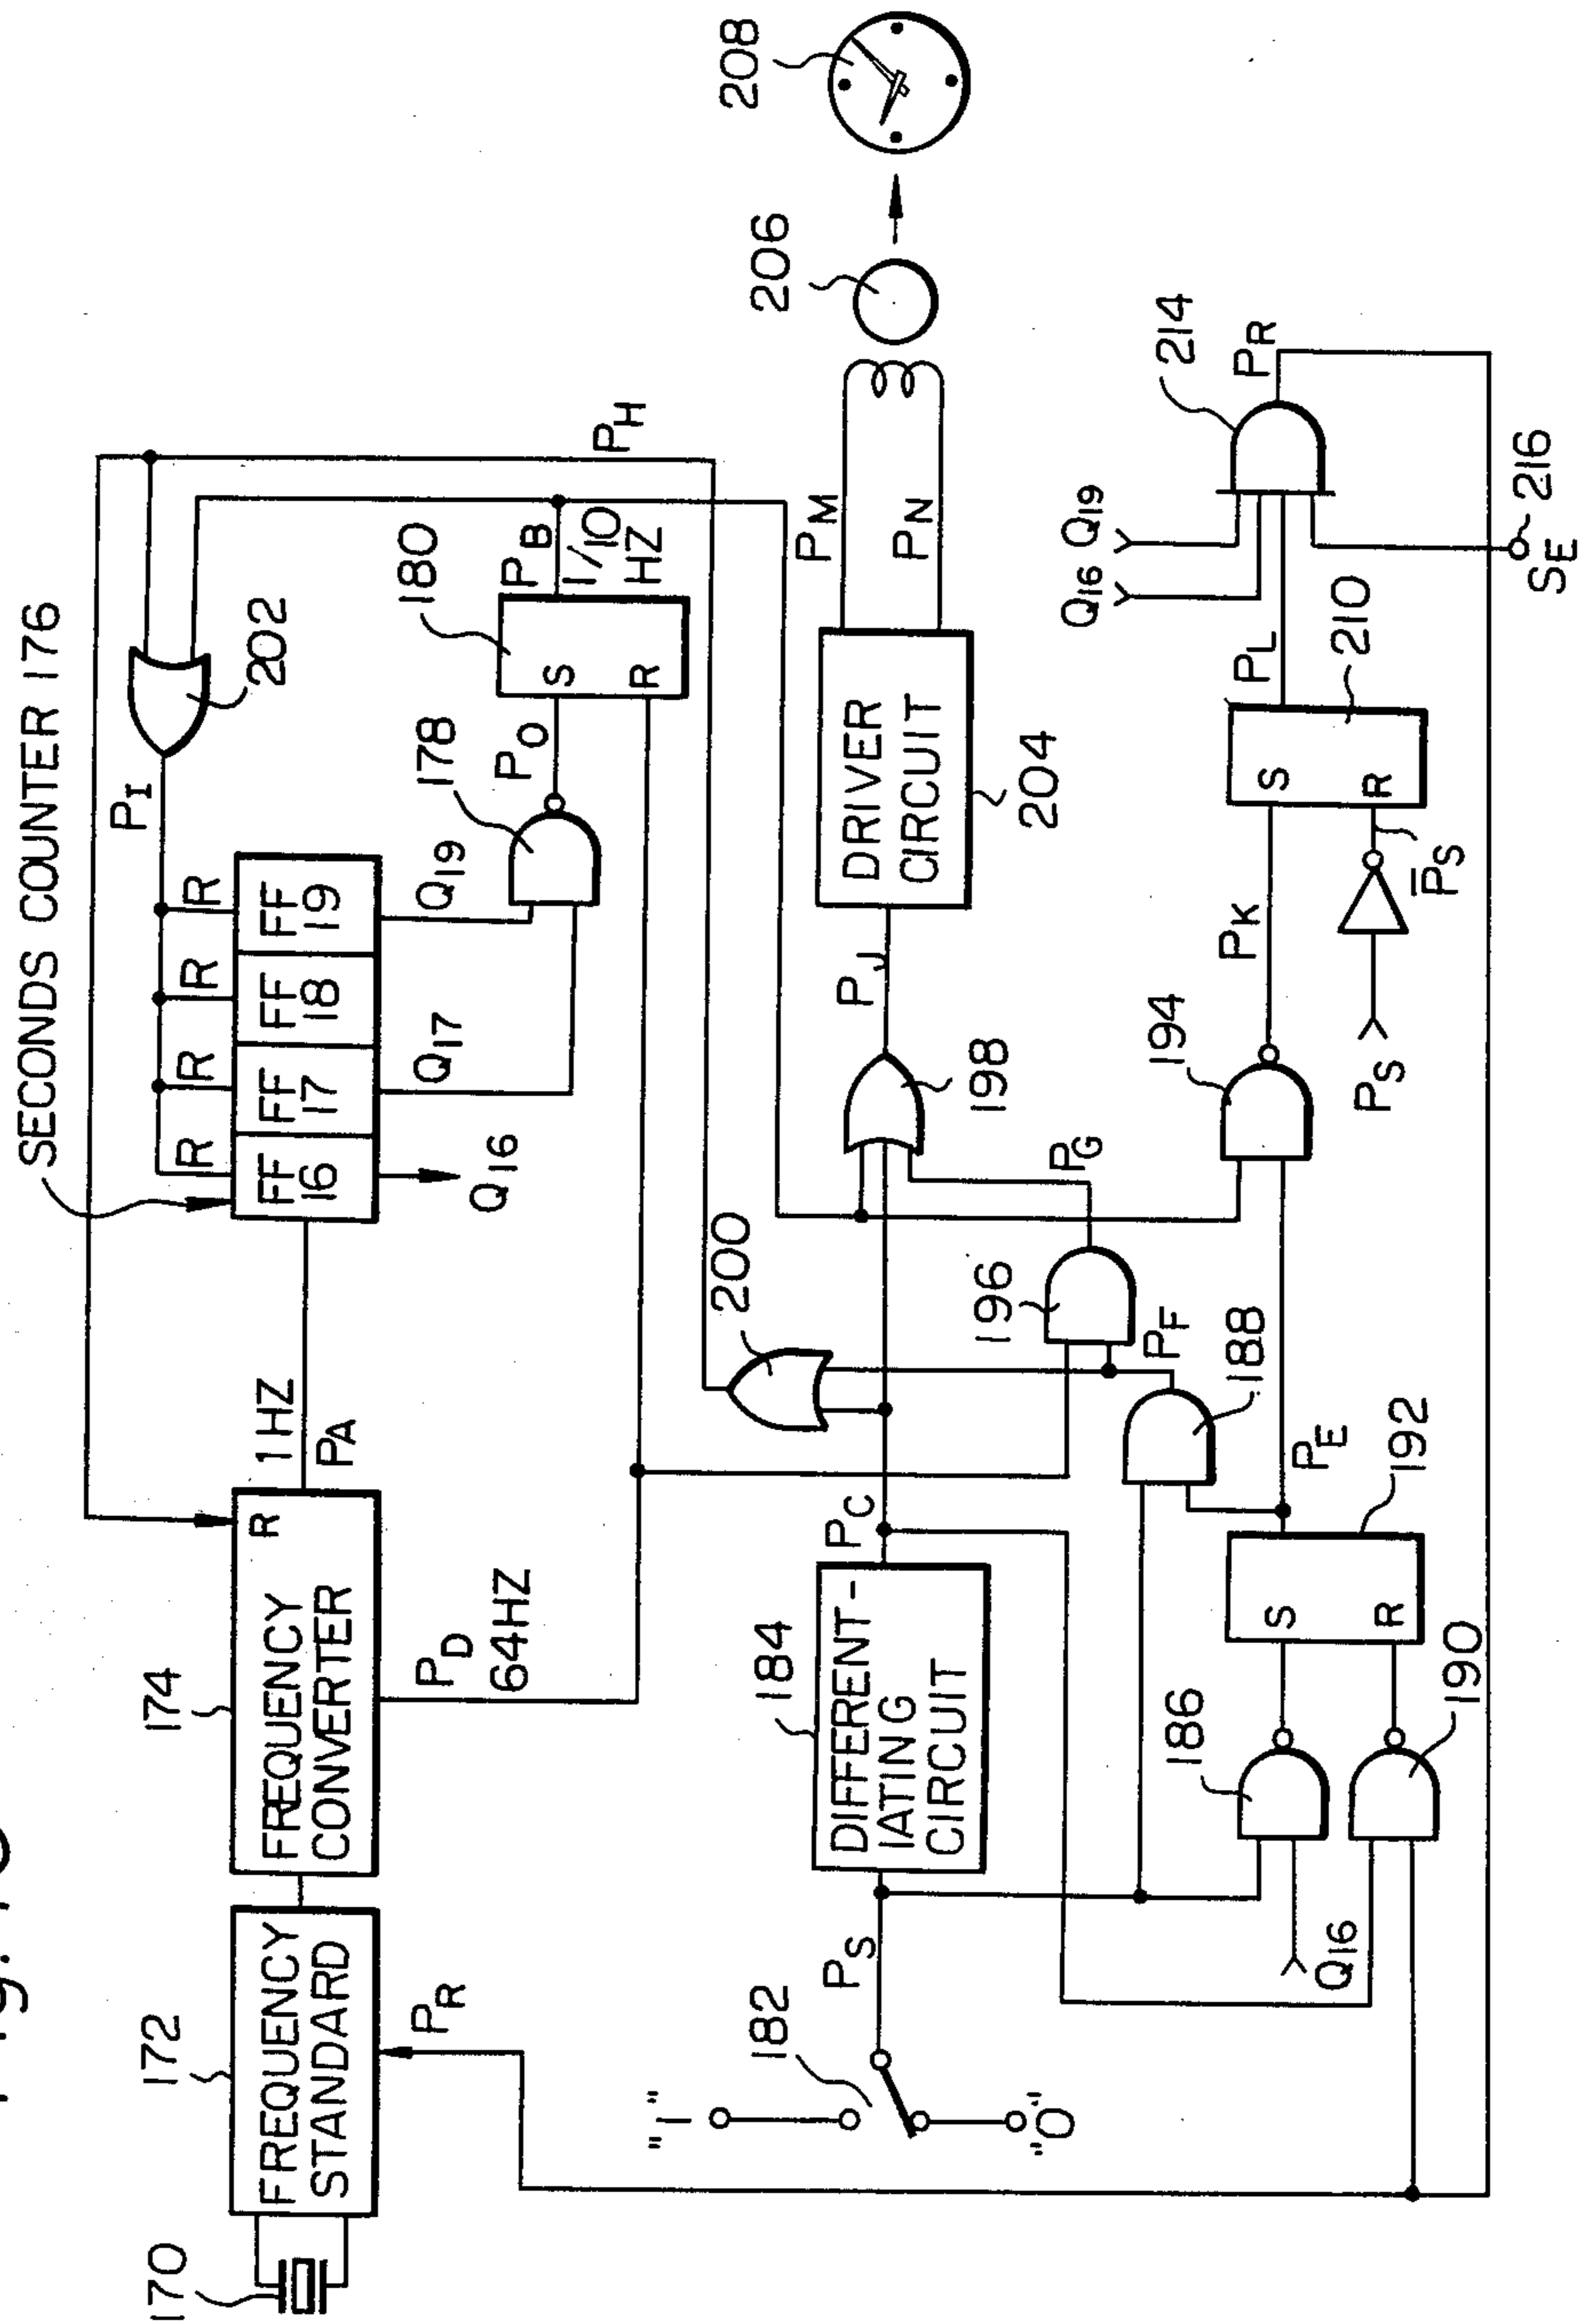 170
172
FREQUENCY
STANDARD
PR
174
FREQUENCY
CONVERTER
R
1HZ
PA
PD
64HZ
SECONDS COUNTER 176
FF
16
FF
17
FF
18
FF
19
R
R
R
R
PI
202
Q16
Q17
Q19
178
PO
180
S
R
PB
1/10
HZ
PH
"1"
"0"
182
PS
184
DIFFERENT-
IATING
CIRCUIT
PC
200
198
PJ
DRIVER
CIRCUIT
204
PM
PN
206
208
196
PG
PF
188
186
Q16
190
S
R
192
PE
194
PK
PS
P̅S
S
R
210
PL
Q16
Q19
214
PR
216
SE